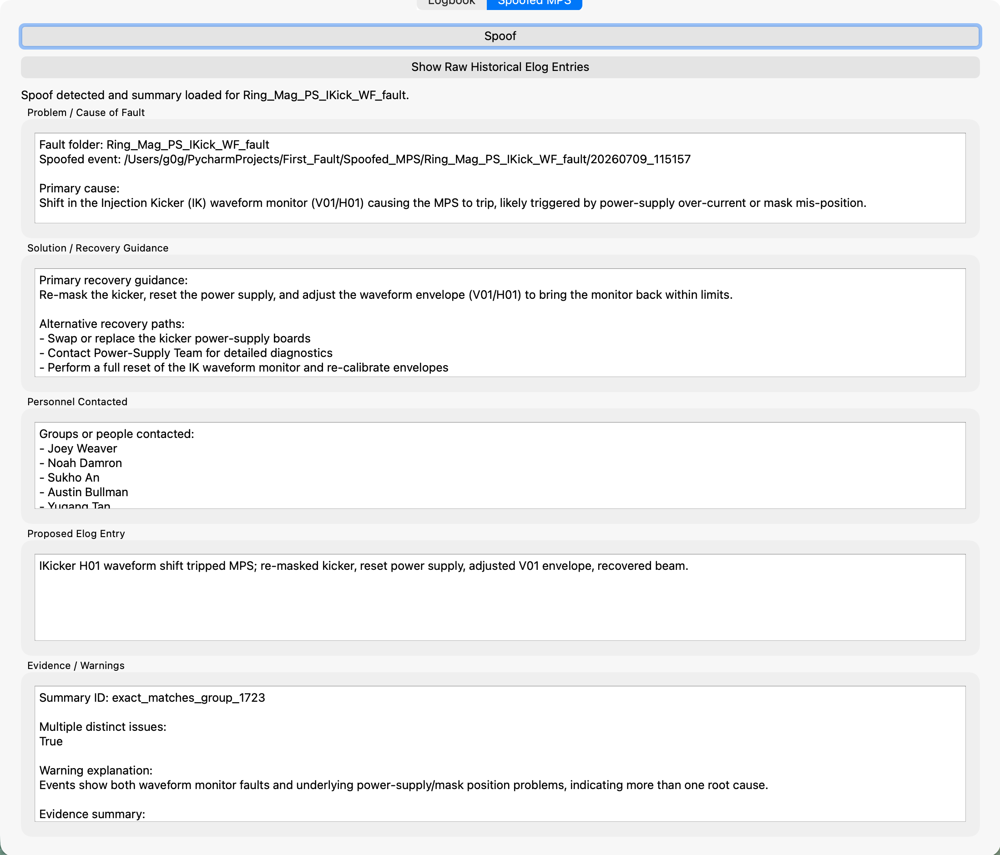 Logbook Spoofed MPS
Spoof
Show Raw Historical Elog Entries
Spoof detected and summary loaded for Ring_Mag_PS_IKick_WF_fault.
Problem / Cause of Fault
Fault folder: Ring_Mag_PS_IKick_WF_fault
Spoofed event: /Users/g0g/PycharmProjects/First_Fault/Spoofed_MPS/Ring_Mag_PS_IKick_WF_fault/20260709_115157
Primary cause:
Shift in the Injection Kicker (IK) waveform monitor (V01/H01) causing the MPS to trip, likely triggered by power-supply over-current or mask mis-position.
Solution / Recovery Guidance
Primary recovery guidance:
Re-mask the kicker, reset the power supply, and adjust the waveform envelope (V01/H01) to bring the monitor back within limits.
Alternative recovery paths:
- Swap or replace the kicker power-supply boards
- Contact Power-Supply Team for detailed diagnostics
- Perform a full reset of the IK waveform monitor and re-calibrate envelopes
Personnel Contacted
Groups or people contacted:
- Joey Weaver
- Noah Damron
- Sukho An
- Austin Bullman
- Yugang Tan
Proposed Elog Entry
IKicker H01 waveform shift tripped MPS; re-masked kicker, reset power supply, adjusted V01 envelope, recovered beam.
Evidence / Warnings
Summary ID: exact_matches_group_1723
Multiple distinct issues:
True
Warning explanation:
Events show both waveform monitor faults and underlying power-supply/mask position problems, indicating more than one root cause.
Evidence summary: